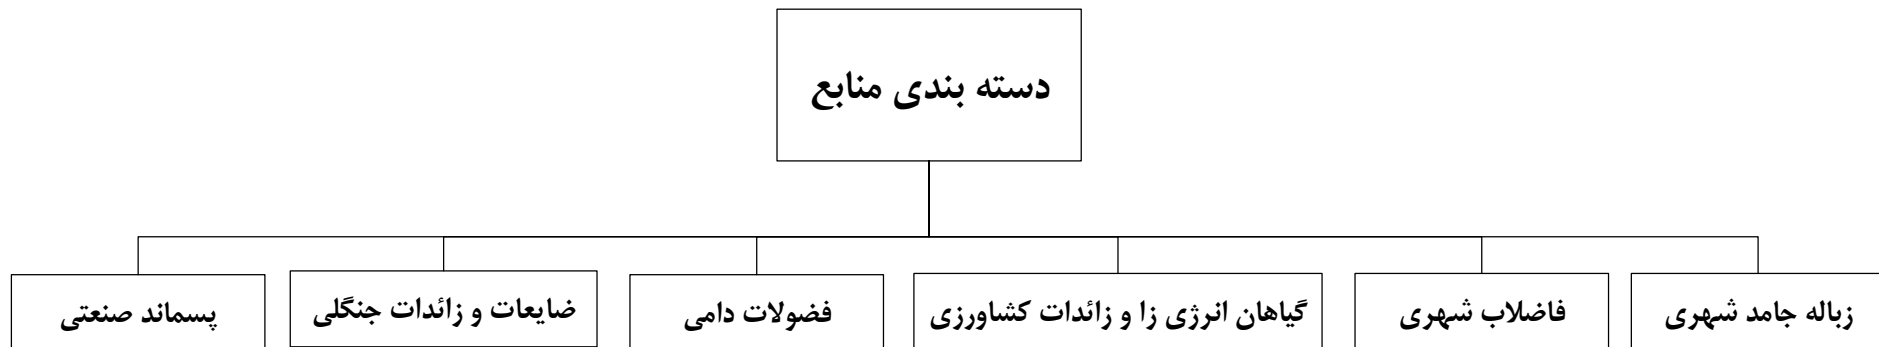 دسته بندی منابع
زباله جامد شهری
فاضلاب شهری
گیاهان انرژی زا و زائدات کشاورزی
فضولات دامی
ضایعات و زائدات جنگلی
پسماند صنعتی